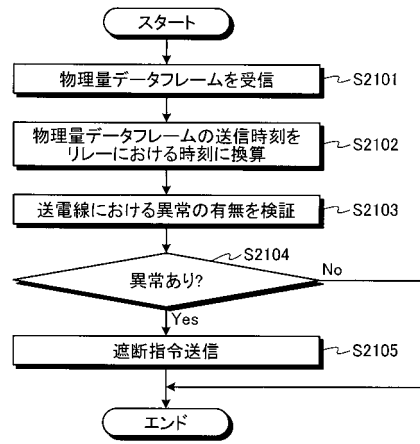 スタート
物理量データフレームを受信
S2101
物理量データフレームの送信時刻を
リレーにおける時刻に換算
S2102
送電線における異常の有無を検証
S2103
S2104
異常あり?
No
Yes
遮断指令送信
S2105
エンド